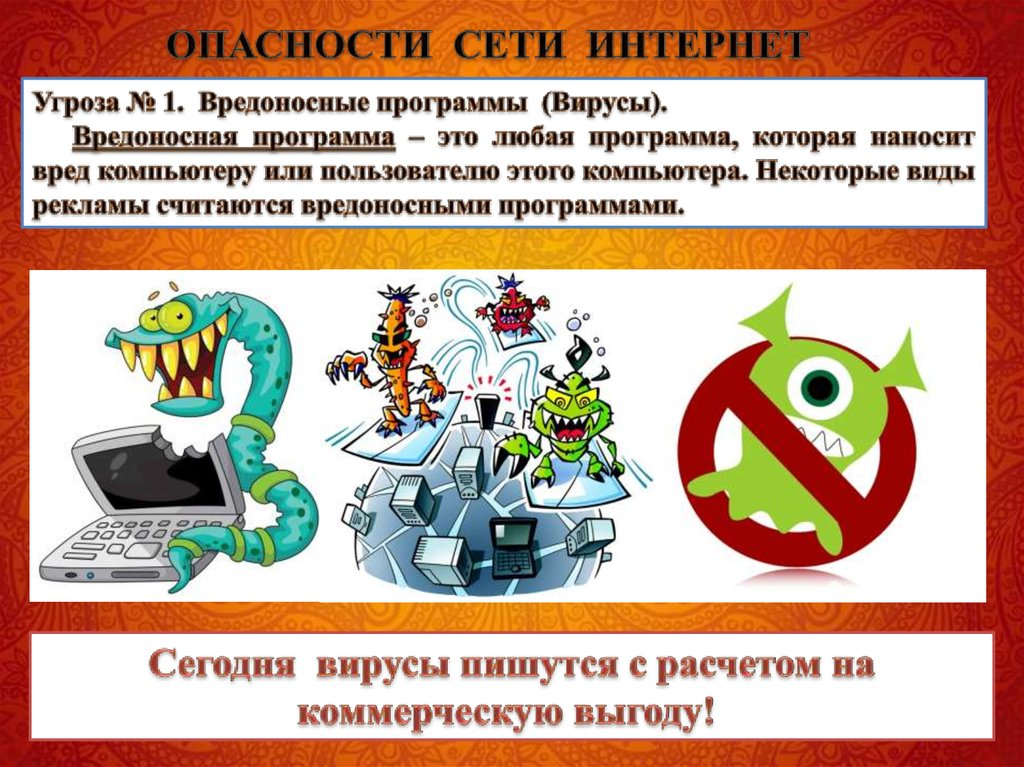 ОПАСНОСТИ СЕТИ ИНТЕРНЕТ
Угроза № 1. Вредоносные программы (Вирусы).
Вредоносная программа – это любая программа, которая наносит
вред компьютеру или пользователю этого компьютера. Некоторые виды
рекламы считаются вредоносными программами.
Сегодня вирусы пишутся с расчетом на
коммерческую выгоду!